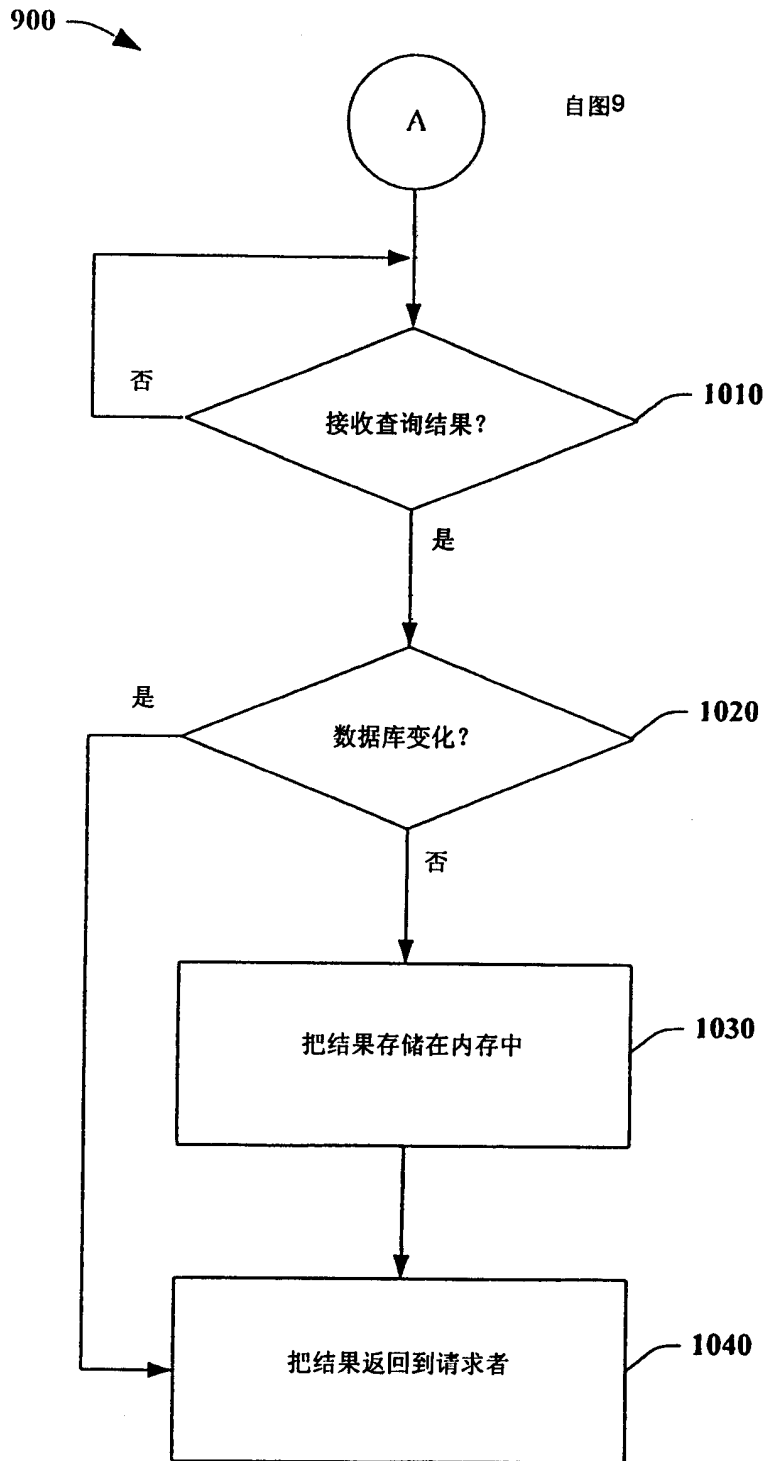 900
A
自图9
否
接收查询结果?
1010
是
是
数据库变化?
1020
否
把结果存储在内存中
1030
把结果返回到请求者
1040